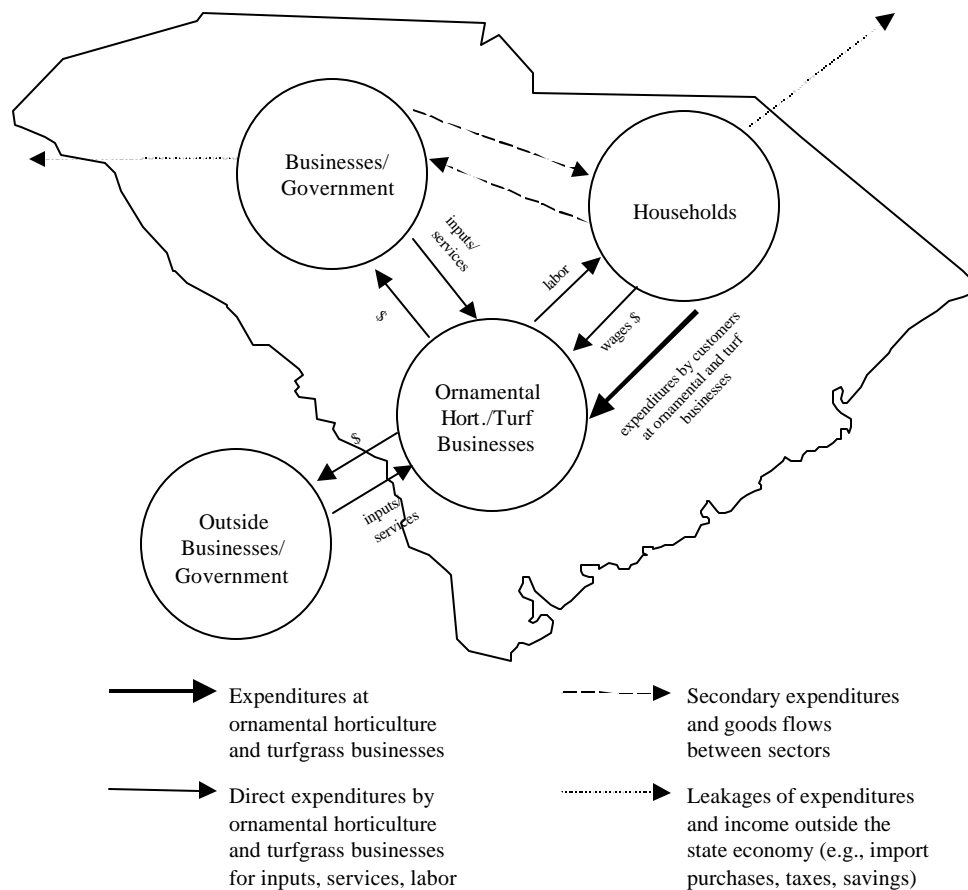 Businesses/
Government
Households
inputs/
services
labor
$
wages $
expenditures by customers
at ornamental and turf
businesses
Ornamental
Hort./Turf
Businesses
$
inputs/
services
Outside
Businesses/
Government
Expenditures at
ornamental horticulture
and turfgrass businesses
Secondary expenditures
and goods flows
between sectors
Direct expenditures by
ornamental horticulture
and turfgrass businesses
for inputs, services, labor
Leakages of expenditures
and income outside the
state economy (e.g., import
purchases, taxes, savings)